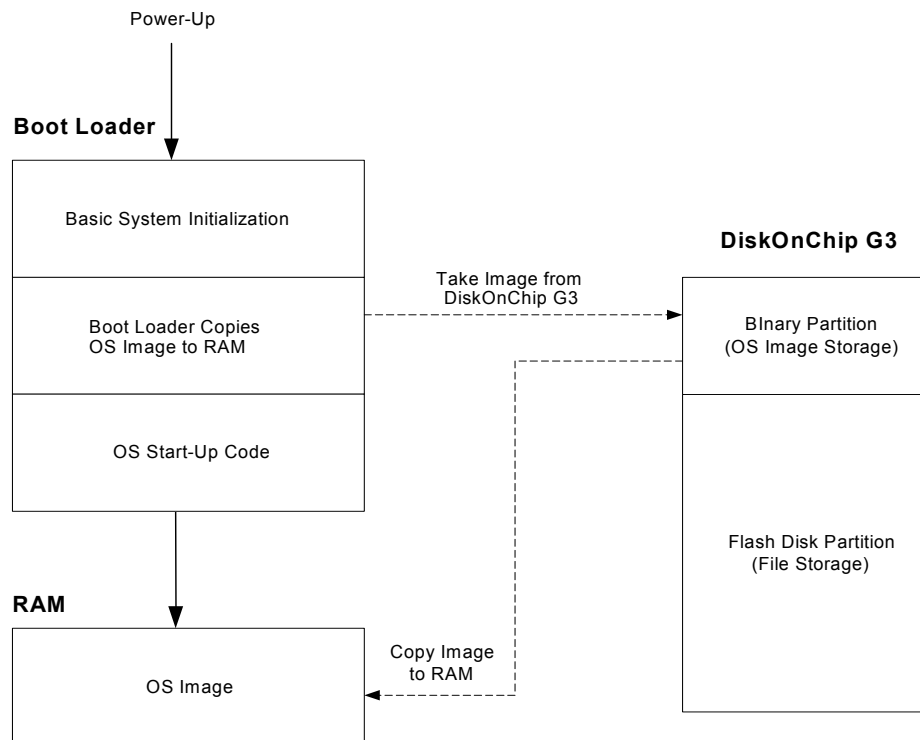 Power-Up
Boot Loader
Basic System Initialization
DiskOnChip G3
Take Image from
DiskOnChip G3
Boot Loader Copies
OS Image to RAM
BInary Partition
(OS Image Storage)
OS Start-Up Code
Flash Disk Partition
(File Storage)
RAM
Copy Image
to RAM
OS Image